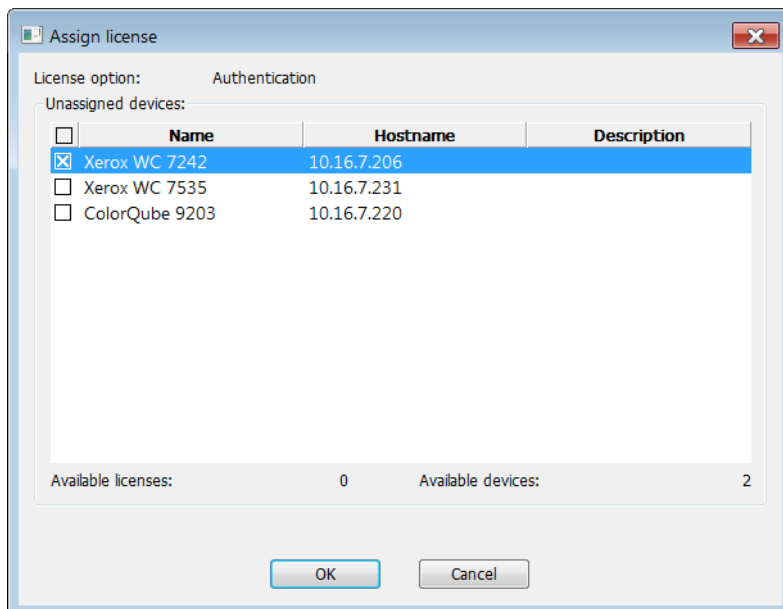 Assign license
License option: Authentication
Unassigned devices:
Name Hostname Description
Xerox WC 7242 10.16.7.206
Xerox WC 7535 10.16.7.231
ColorQube 9203 10.16.7.220
Available licenses: 0 Available devices: 2
OK Cancel